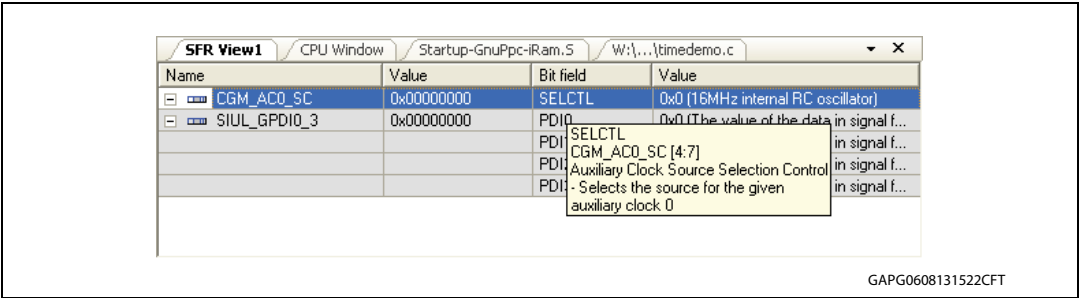 SFR View1 CPU Window Startup-GnuPpc-iRam.S W:\...\timedemo.c
Name Value Bit field Value
CGM_AC0_SC 0x00000000 SELCTL 0x0 (16MHz internal RC oscillator)
SIUL_GPDI0_3 0x00000000 PDI0 0x0 (The value of the data in signal f...
PDI in signal f...
PDI in signal f...
PDI in signal f...
SELCTL
CGM_AC0_SC [4:7]
Auxiliary Clock Source Selection Control
- Selects the source for the given
auxiliary clock 0
GAPG0608131522CFT